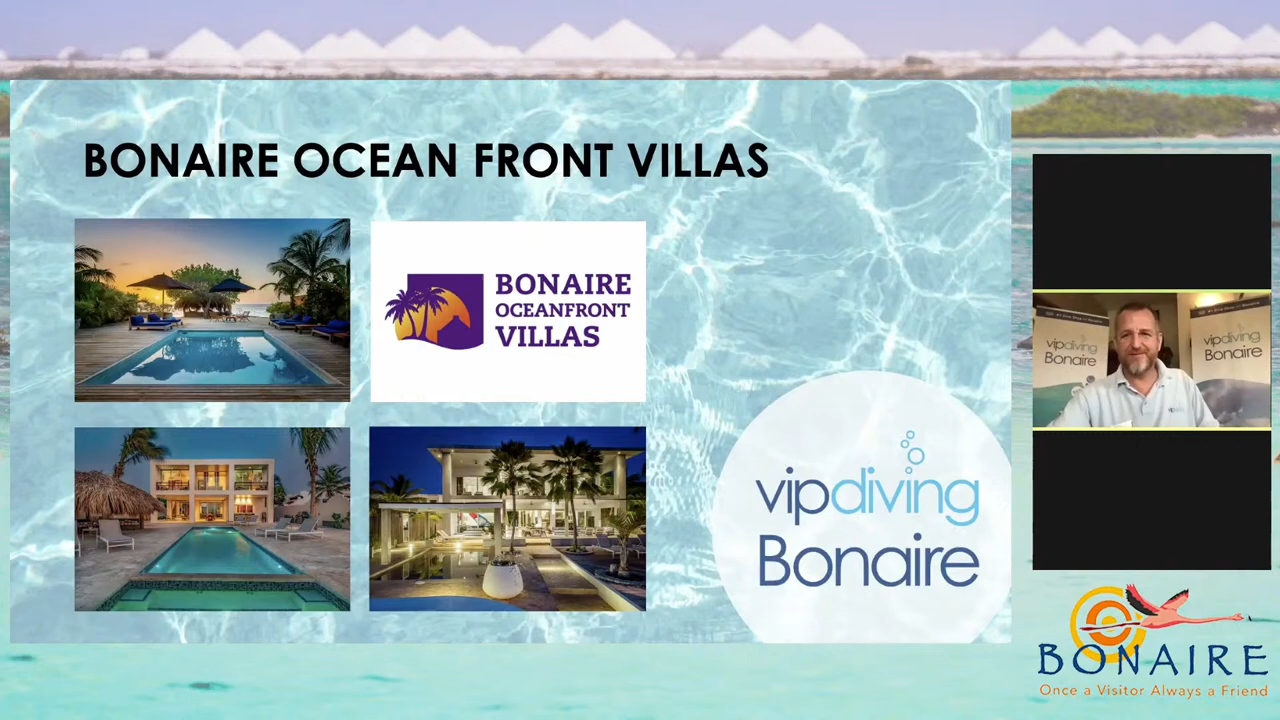 BONAIRE OCEAN FRONT VILLAS
BONAIRE
OCEANFRONT
VILLAS
vipdiving
Bonaire
vipdiving
Bonaire
vipdiving
Bonaire
BONAIRE
Once a Visitor Always a Friend